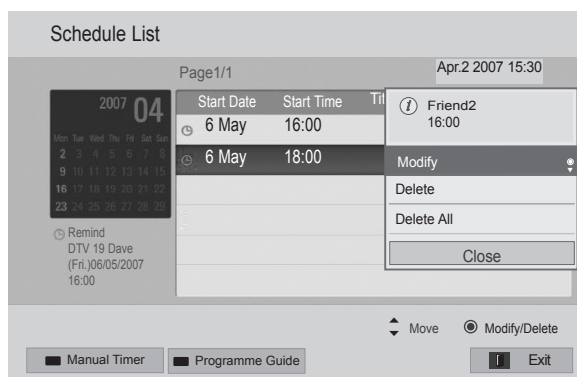 Schedule List
Page1/1
Apr.2 2007 15:30
2007 04
Mon Tue Wed Thu Fri Sat Sun
2 3 4 5 6 7 8
9 10 11 12 13 14 15
16 17 18 19 20 21 22
23 24 25 26 27 28 29
Remind
DTV 19 Dave
(Fri.)06/05/2007
16:00
Start Date Start Time Tit
6 May 16:00
6 May 18:00
Friend2
16:00
Modify
Delete
Delete All
Close
Move Modify/Delete
Manual Timer Programme Guide Exit